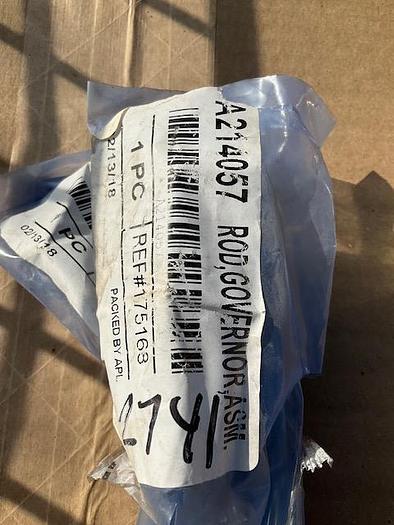 A214057 ROD,GOVERNOR,ASM.
1 PC REF#175163
02/13/18 PACKED BY APL
2741
1 PC
02/13/18